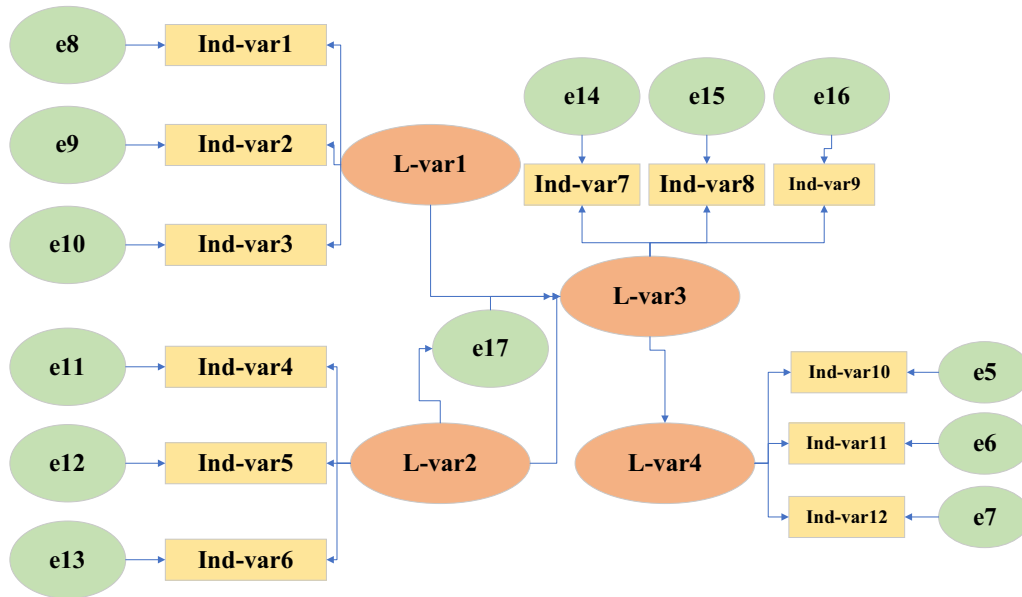 e8
Ind-var1
e9
Ind-var2
e10
Ind-var3
L-var1
e14
e15
e16
Ind-var7
Ind-var8
Ind-var9
L-var3
e17
e11
Ind-var4
e12
Ind-var5
e13
Ind-var6
L-var2
L-var4
Ind-var10
e5
Ind-var11
e6
Ind-var12
e7